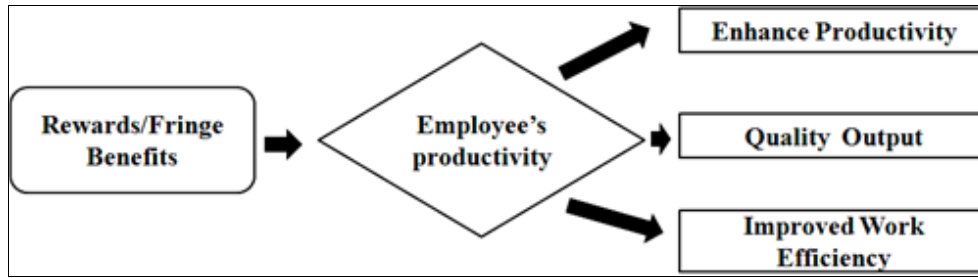 Rewards/Fringe
Benefits
Employee's
productivity
Enhance Productivity
Quality Output
Improved Work
Efficiency